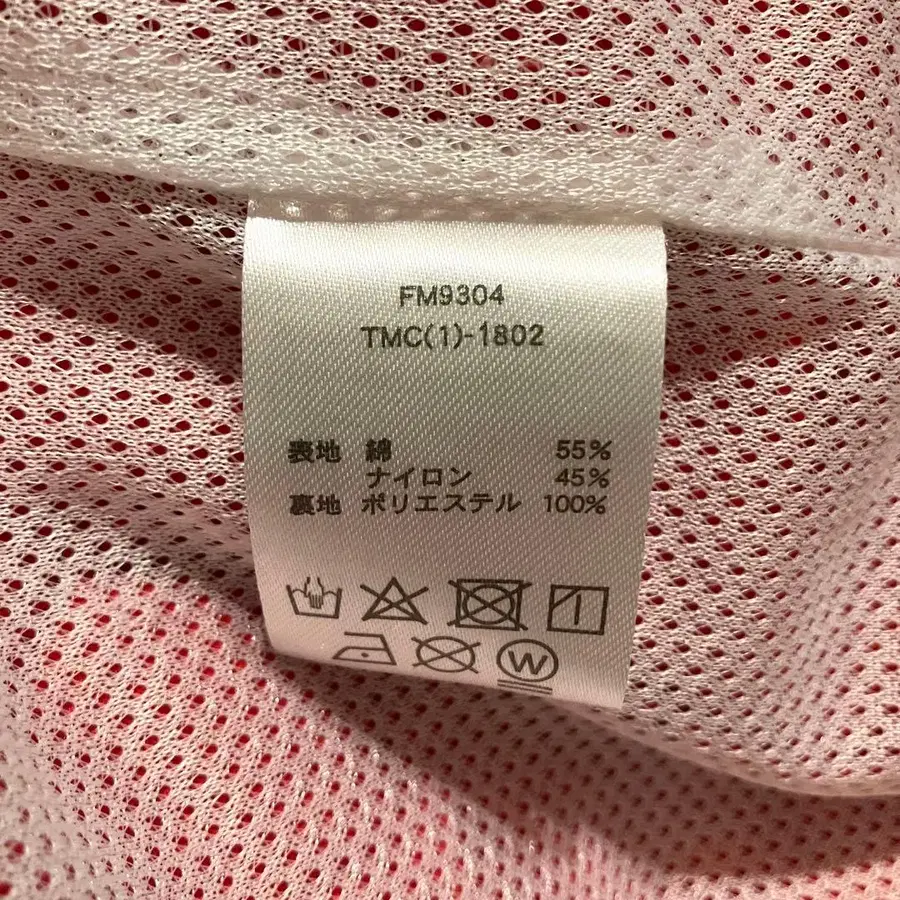 FM9304
TMC(1)-1802
表地 綿 55%
ナイロン 45%
裏地 ポリエステル 100%
W